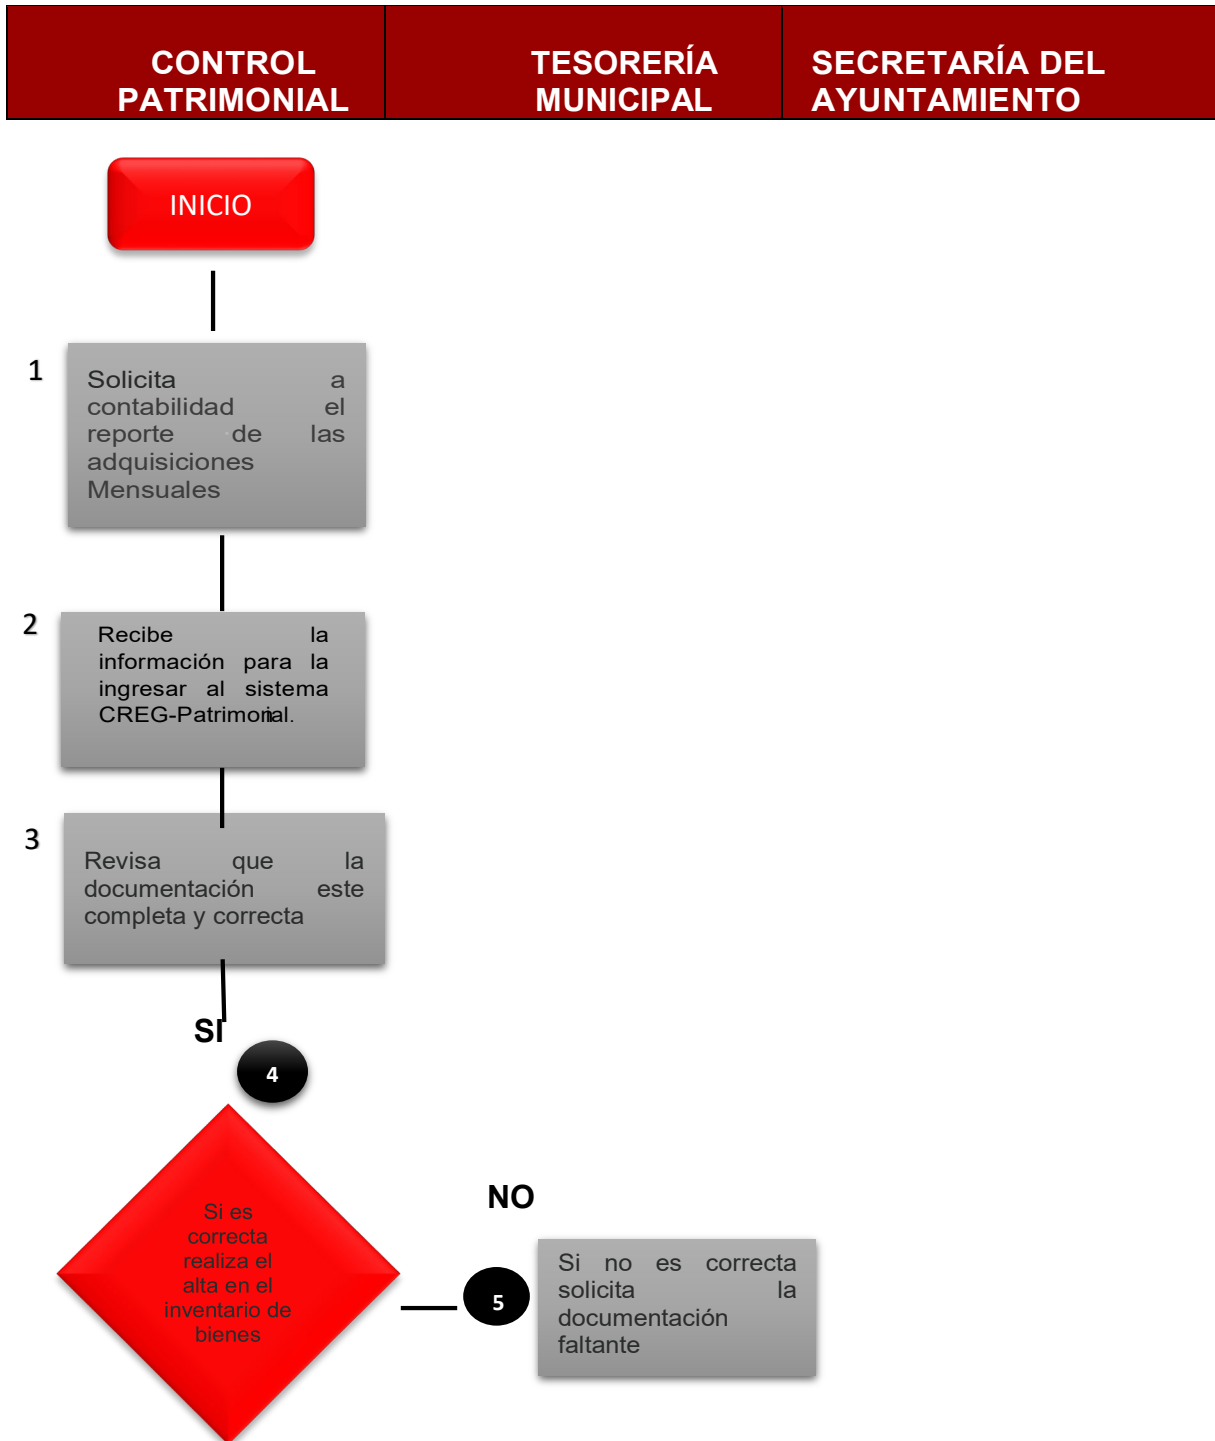 CONTROL
PATRIMONIAL
TESORERÍA
MUNICIPAL
SECRETARÍA DEL
AYUNTAMIENTO
INICIO
1
Solicita a
contabilidad el
reporte de las
adquisiciones
Mensuales
2
Recibe la
información para la
ingresar al sistema
CREG-Patrimonial.
3
Revisa que la
documentación este
completa y correcta
SI
4
Si es
correcta
realiza el
alta en el
inventario de
bienes
NO
5
Si no es correcta
solicita la
documentación
faltante